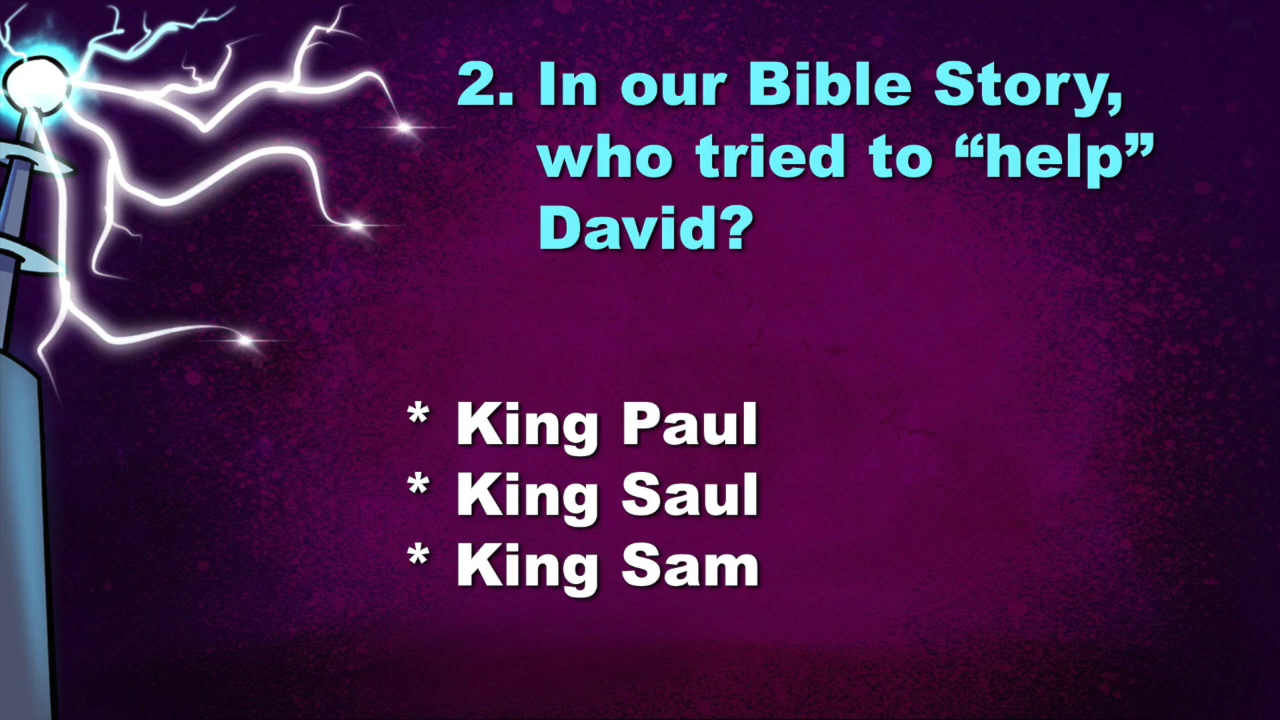 2. In our Bible Story,
who tried to “help”
David?
* King Paul
* King Saul
* King Sam